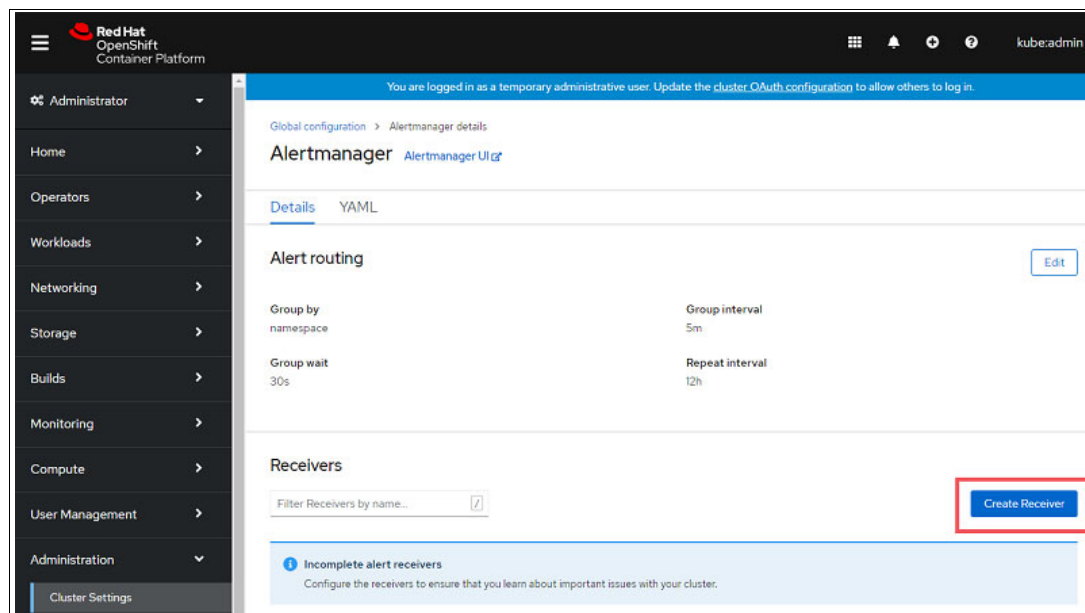 Red Hat
OpenShift
Container Platform
kube:admin
You are logged in as a temporary administrative user. Update the cluster OAuth configuration to allow others to log in.
Administrator
Home
Operators
Workloads
Networking
Storage
Builds
Monitoring
Compute
User Management
Administration
Cluster Settings
Global configuration > Alertmanager details
Alertmanager Alertmanager UI
Details YAML
Alert routing
Edit
Group by
namespace
Group interval
5m
Group wait
30s
Repeat interval
12h
Receivers
Filter Receivers by name... /
Create Receiver
Incomplete alert receivers
Configure the receivers to ensure that you learn about important issues with your cluster.